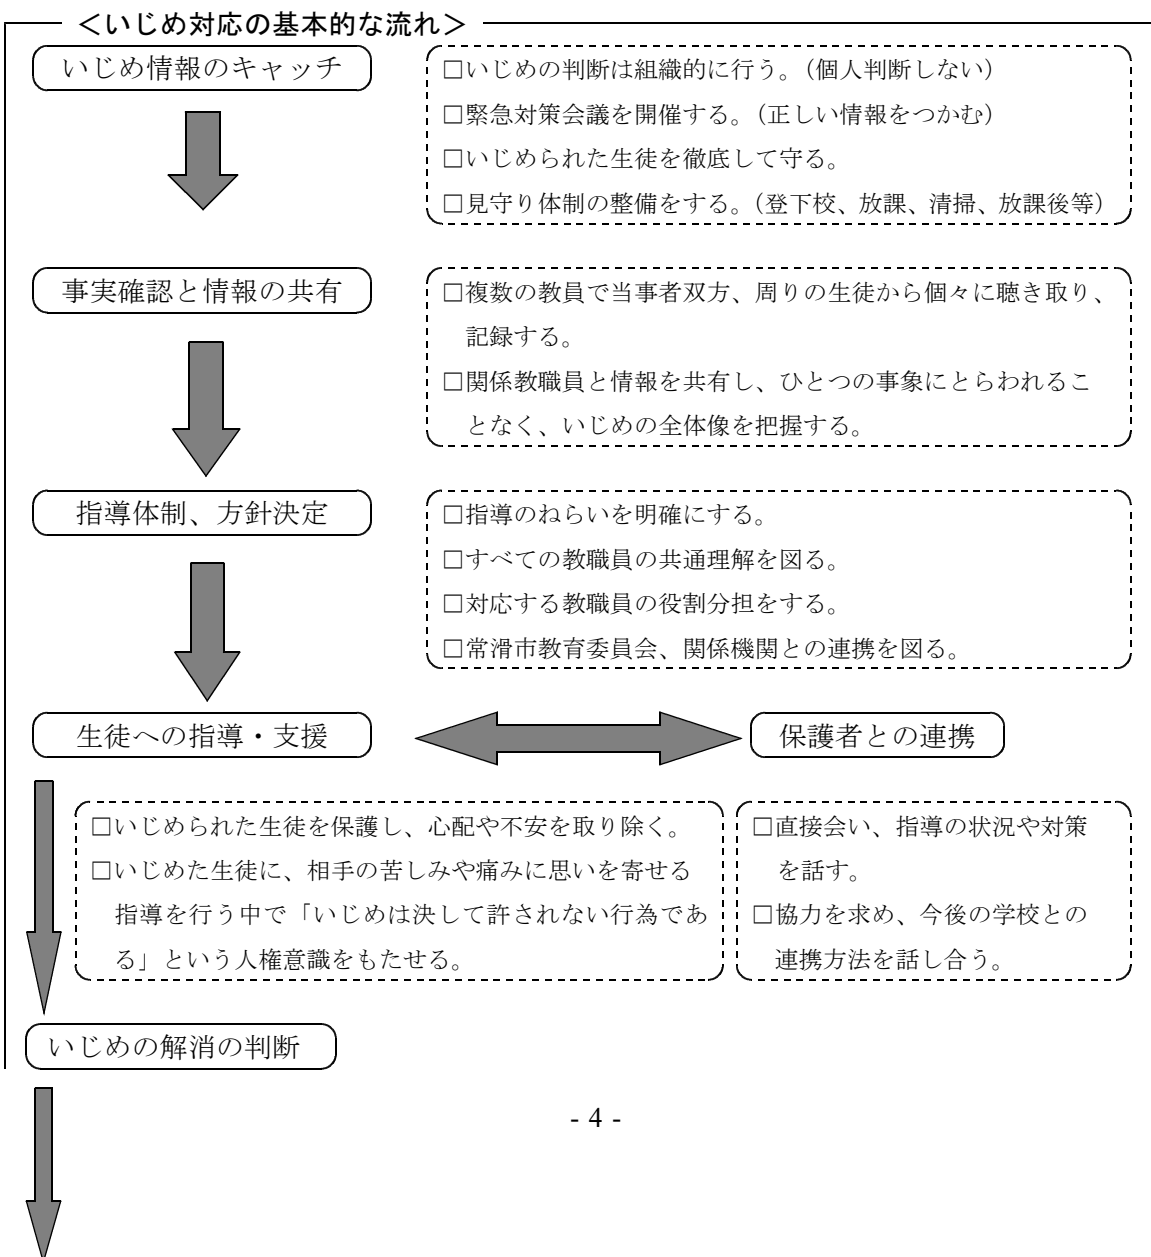 ＜いじめ対応の基本的な流れ＞
いじめ情報のキャッチ
□いじめの判断は組織的に行う。（個人判断しない）
□緊急対策会議を開催する。（正しい情報をつかむ）
□いじめられた生徒を徹底して守る。
□見守り体制の整備をする。（登下校、放課、清掃、放課後等）
事実確認と情報の共有
□複数の教員で当事者双方、周りの生徒から個々に聴き取り、
記録する。
□関係教職員と情報を共有し、ひとつの事象にとらわれるこ
となく、いじめの全体像を把握する。
指導体制、方針決定
□指導のねらいを明確にする。
□すべての教職員の共通理解を図る。
□対応する教職員の役割分担をする。
□常滑市教育委員会、関係機関との連携を図る。
生徒への指導・支援
保護者との連携
□いじめられた生徒を保護し、心配や不安を取り除く。
□いじめた生徒に、相手の苦しみや痛みに思いを寄せる
指導を行う中で「いじめは決して許されない行為であ
る」という人権意識をもたせる。
□直接会い、指導の状況や対策
を話す。
□協力を求め、今後の学校との
連携方法を話し合う。
いじめの解消の判断
- 4 -